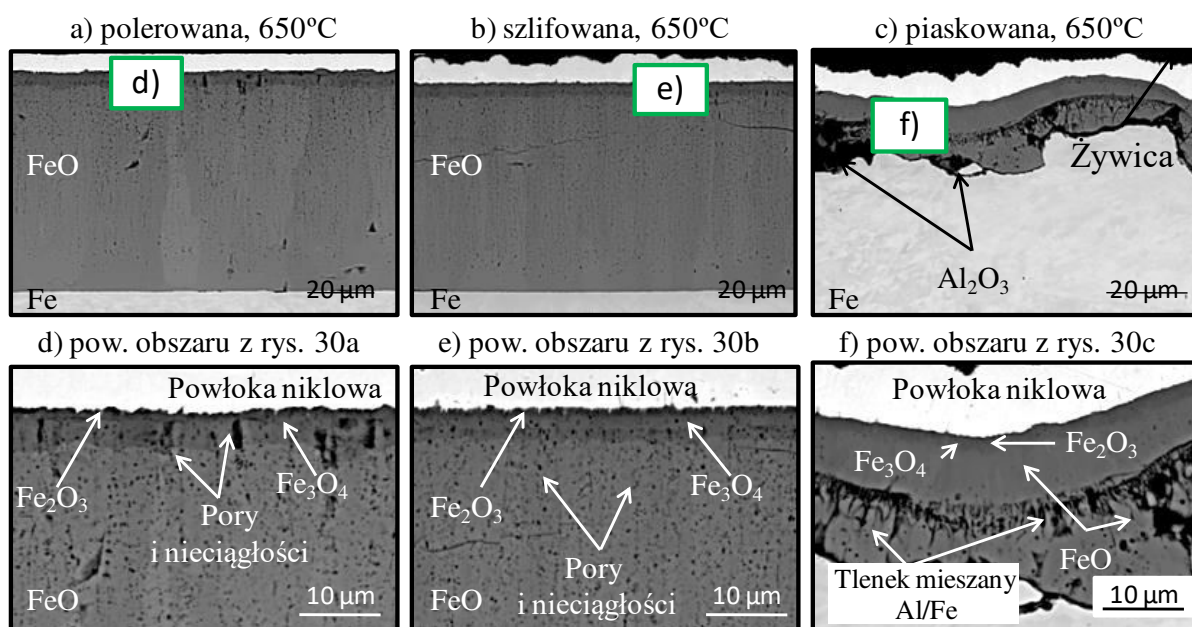 a) polerowana, 650ºC
b) szlifowana, 650ºC
c) piaskowana, 650ºC
d)
FeO
Fe
20 µm
e)
FeO
20 µm
f)
Żywica
Al₂O₃
Fe
20 µm
d) pow. obszaru z rys. 30a
e) pow. obszaru z rys. 30b
f) pow. obszaru z rys. 30c
Powłoka niklowa
Fe₂O₃
Fe₃O₄
Pory
i nieciągłości
FeO
10 µm
Powłoka niklowa
Fe₂O₃
Fe₃O₄
Pory
i nieciągłości
FeO
10 µm
Powłoka niklowa
Fe₃O₄
Fe₂O₃
FeO
Tlenek mieszany
Al/Fe
10 µm